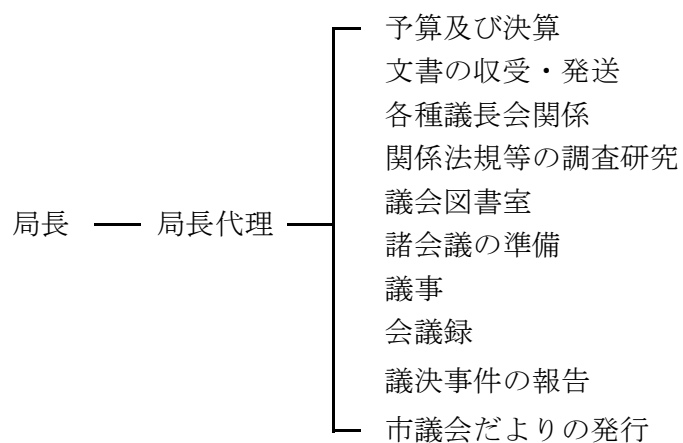 予算及び決算
文書の収受・発送
各種議長会関係
関係法規等の調査研究
議会図書室
局長 局長代理
諸会議の準備
議事
会議録
議決事件の報告
市議会だよりの発行